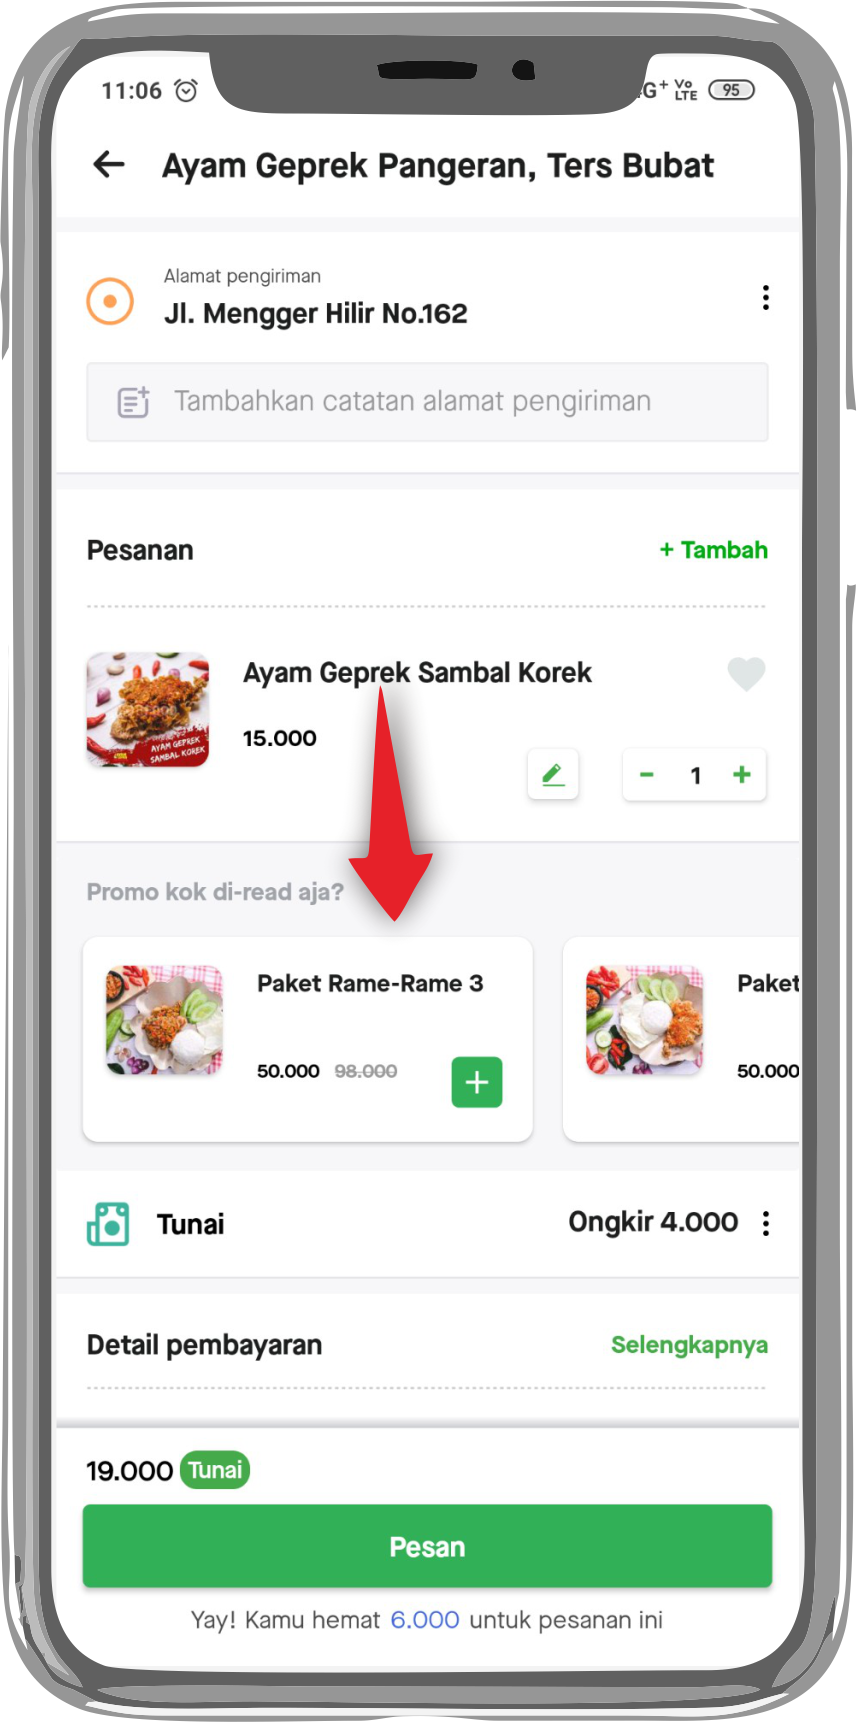 11:06 G+ Vo LTE 95
Ayam Geprek Pangeran, Ters Bubat
Alamat pengiriman
Jl. Mengger Hilir No.162
Tambahkan catatan alamat pengiriman
Pesanan + Tambah
Ayam Geprek Sambal Korek
15.000
AYAM GEPREK
SAMBAL KOREK
- 1 +
Promo kok di-read aja?
Paket Rame-Rame 3 Paket
50.000 98.000 + 50.000
Tunai Ongkir 4.000
Detail pembayaran Selengkapnya
19.000 Tunai
Pesan
Yay! Kamu hemat 6.000 untuk pesanan ini